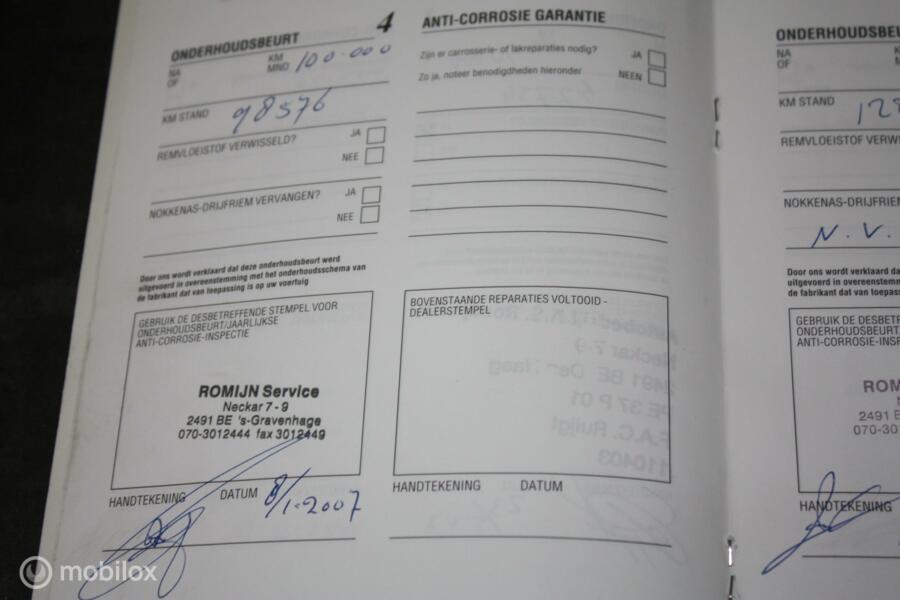 ONDERHOUDSBEURT 4
NA
OF
KM
MND 100.000
KM STAND 98576
REMVLOEISTOF VERWISSELD?
JA
NEE
NOKKENAS-DRIJFRIEM VERVANGEN?
JA
NEE
Door ons wordt verklaard dat deze onderhoudsbeurt werd
uitgevoerd in overeenstemming met het onderhoudsschema van
de fabrikant dat van toepassing is op uw voertuig
GEBRUIK DE DESBETREFFENDE STEMPEL VOOR
ONDERHOUDSBEURT/JAARLIJKSE
ANTI-CORROSIE-INSPECTIE
ROMIJN Service
Neckar 7 - 9
2491 BE 's-Gravenhage
070-3012444 fax 3012449
HANDTEKENING DATUM 8/1-2007
ANTI-CORROSIE GARANTIE
Zijn er carrosserie- of lakreparaties nodig?
JA
Zo ja, noteer benodigdheden hieronder
NEEN
BOVENSTAANDE REPARATIES VOLTOOID -
DEALERSTEMPEL
HANDTEKENING DATUM
ONDERHOUDSBEU
NA
OF
KM STAND 128
REMVLOEISTOF VERWI
NOKKENAS-DRIJFRIEM
N.V.
Door ons wordt verklaard da
uitgevoerd in overeenstemm
de fabrikant dat van toepass
GEBRUIK DE DESBETRE
ONDERHOUDSBEURT
ANTI-CORROSIE-INSP
ROM
2491 B
070-30
HANDTEKENING
mobilox